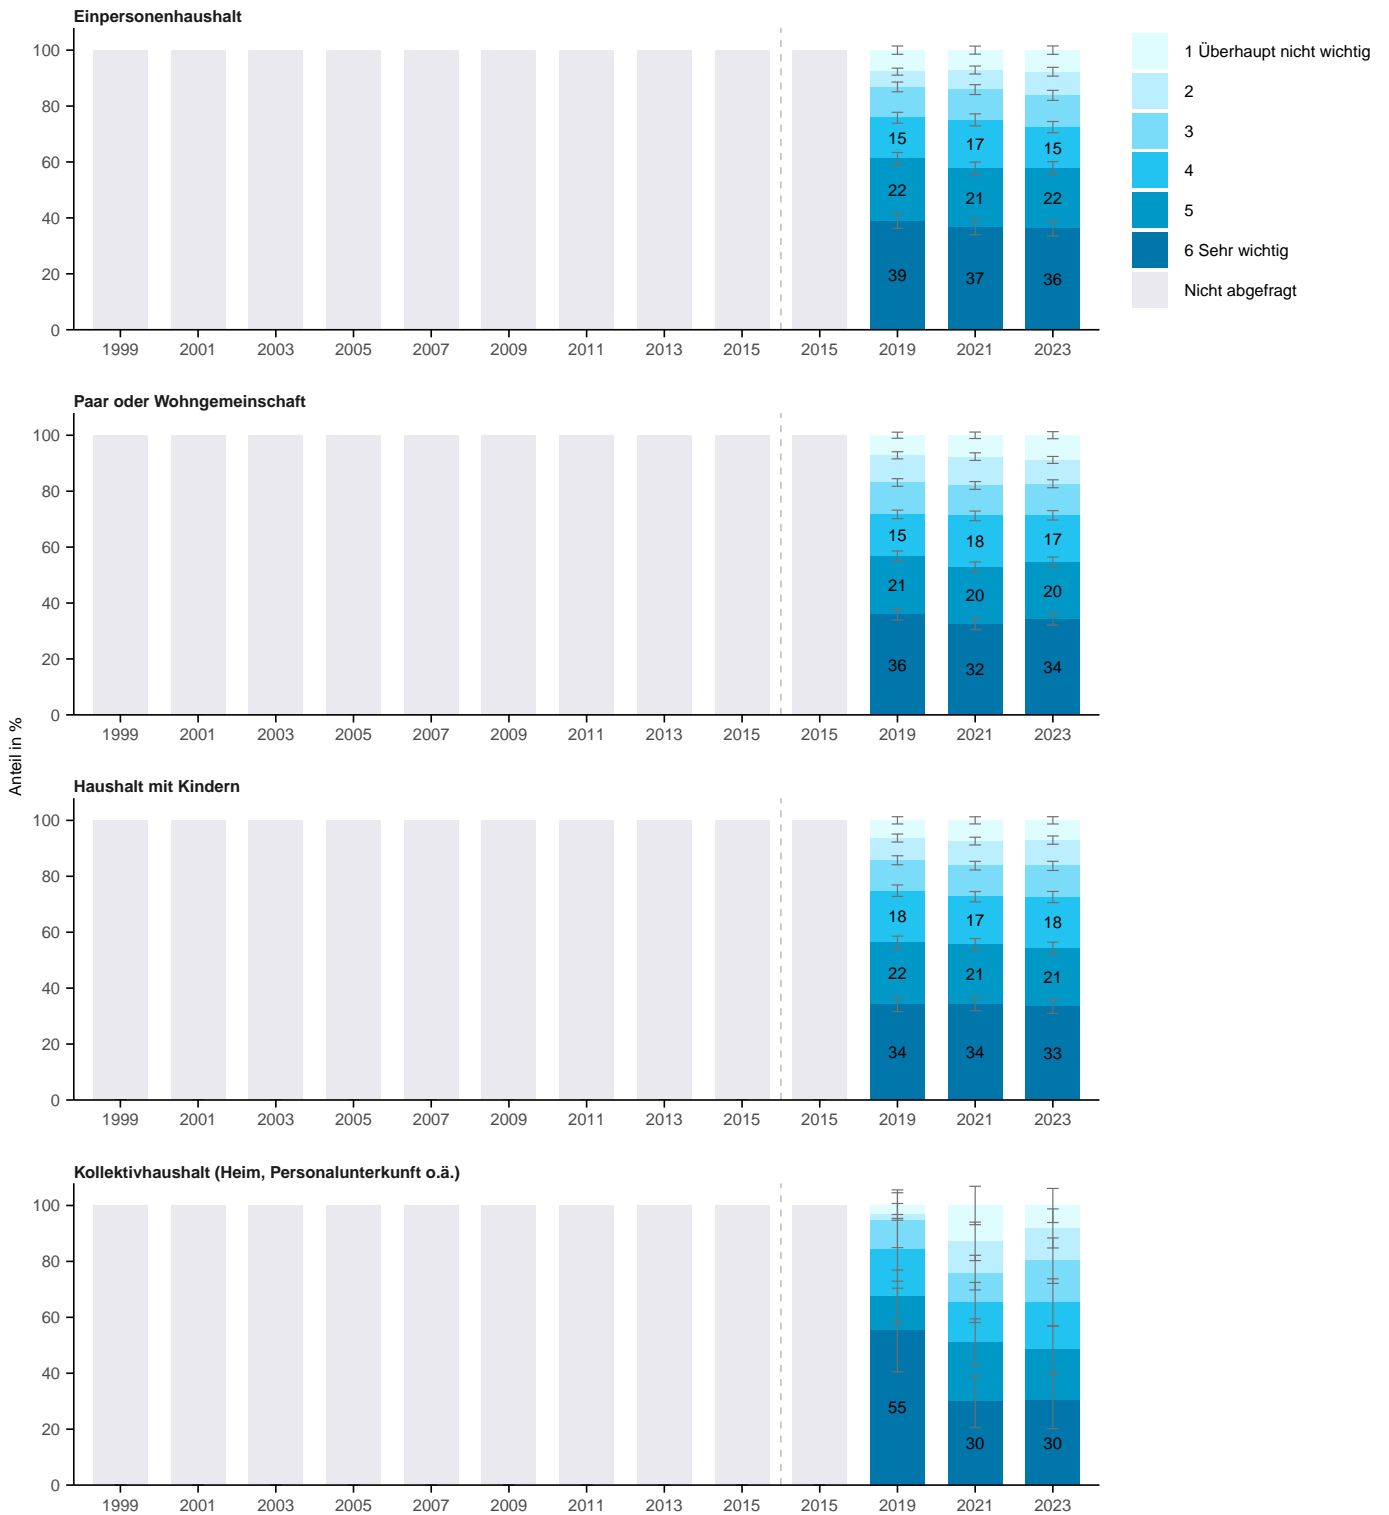 Einpersonenhaushalt
100
80
60
40
20
0
15 17 15
22 21 22
39 37 36
1999 2001 2003 2005 2007 2009 2011 2013 2015 2015 2019 2021 2023
1 Überhaupt nicht wichtig
2
3
4
5
6 Sehr wichtig
Nicht abgefragt
Anteil in %
Paar oder Wohngemeinschaft
100
80
60
40
20
0
15 18 17
21 20 20
36 32 34
1999 2001 2003 2005 2007 2009 2011 2013 2015 2015 2019 2021 2023
Haushalt mit Kindern
100
80
60
40
20
0
18 17 18
22 21 21
34 34 33
1999 2001 2003 2005 2007 2009 2011 2013 2015 2015 2019 2021 2023
Kollektivhaushalt (Heim, Personalunterkunft o.ä.)
100
80
60
40
20
0
55 30 30
1999 2001 2003 2005 2007 2009 2011 2013 2015 2015 2019 2021 2023